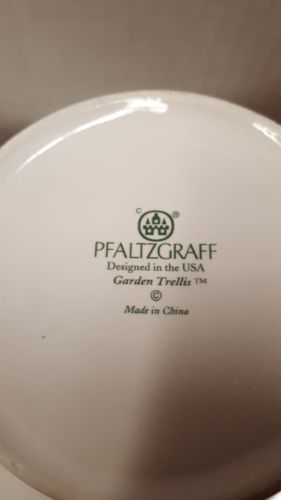 C ®
PFALTZGRAFF
Designed in the USA
Garden Trellis ™
©
Made in China